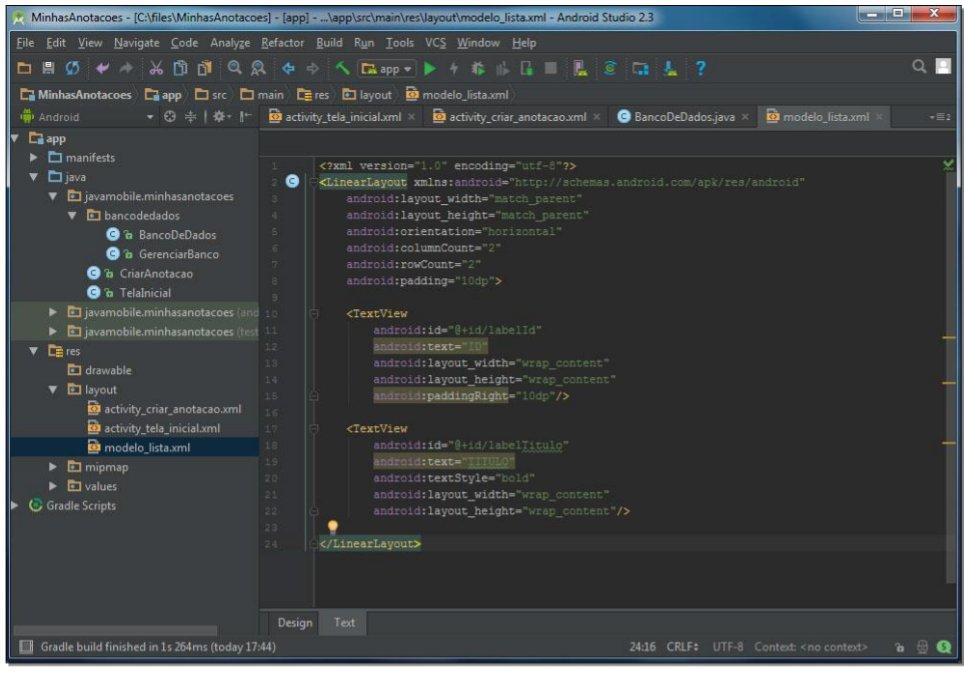 MinhasAnotacoes - [C:\files\MinhasAnotacoes] - [app] - ...\app\src\main\res\layout\modelo_lista.xml - Android Studio 2.3
File Edit View Navigate Code Analyze Refactor Build Run Tools VCS Window Help
app
MinhasAnotacoes app src main res layout modelo_lista.xml
Android
activity_tela_inicial.xml activity_criar_anotacao.xml BancoDeDados.java modelo_lista.xml
app
manifests
java
javamobile.minhasanotacoes
bancodedados
BancoDeDados
GerenciarBanco
CriarAnotacao
TelaInicial
javamobile.minhasanotacoes (and
javamobile.minhasanotacoes (test
res
drawable
layout
activity_criar_anotacao.xml
activity_tela_inicial.xml
modelo_lista.xml
mipmap
values
Gradle Scripts
1 <?xml version="1.0" encoding="utf-8"?>
2 <LinearLayout xmlns:android="http://schemas.android.com/apk/res/android"
3 android:layout_width="match_parent"
4 android:layout_height="match_parent"
5 android:orientation="horizontal"
6 android:columnCount="2"
7 android:rowCount="2"
8 android:padding="10dp">
9
10 <TextView
11 android:id="@+id/labelId"
12 android:text="ID"
13 android:layout_width="wrap_content"
14 android:layout_height="wrap_content"
15 android:paddingRight="10dp"/>
16
17 <TextView
18 android:id="@+id/labelTitulo"
19 android:text="TITULO"
20 android:textStyle="bold"
21 android:layout_width="wrap_content"
22 android:layout_height="wrap_content"/>
23
24 </LinearLayout>
Design Text
Gradle build finished in 1s 264ms (today 17:44)
24:16 CRLF UTF-8 Context: <no context>